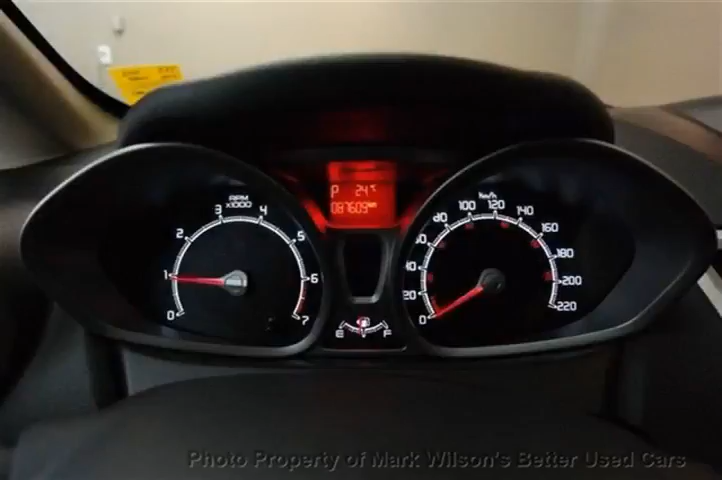 P 24°C
087609km
RPM
X1000
0 1 2 3 4 5 6 7
km/h
0 20 40 60 80 100 120 140 160 180 200 220
E F
Photo Property of Mark Wilson's Better Used Cars